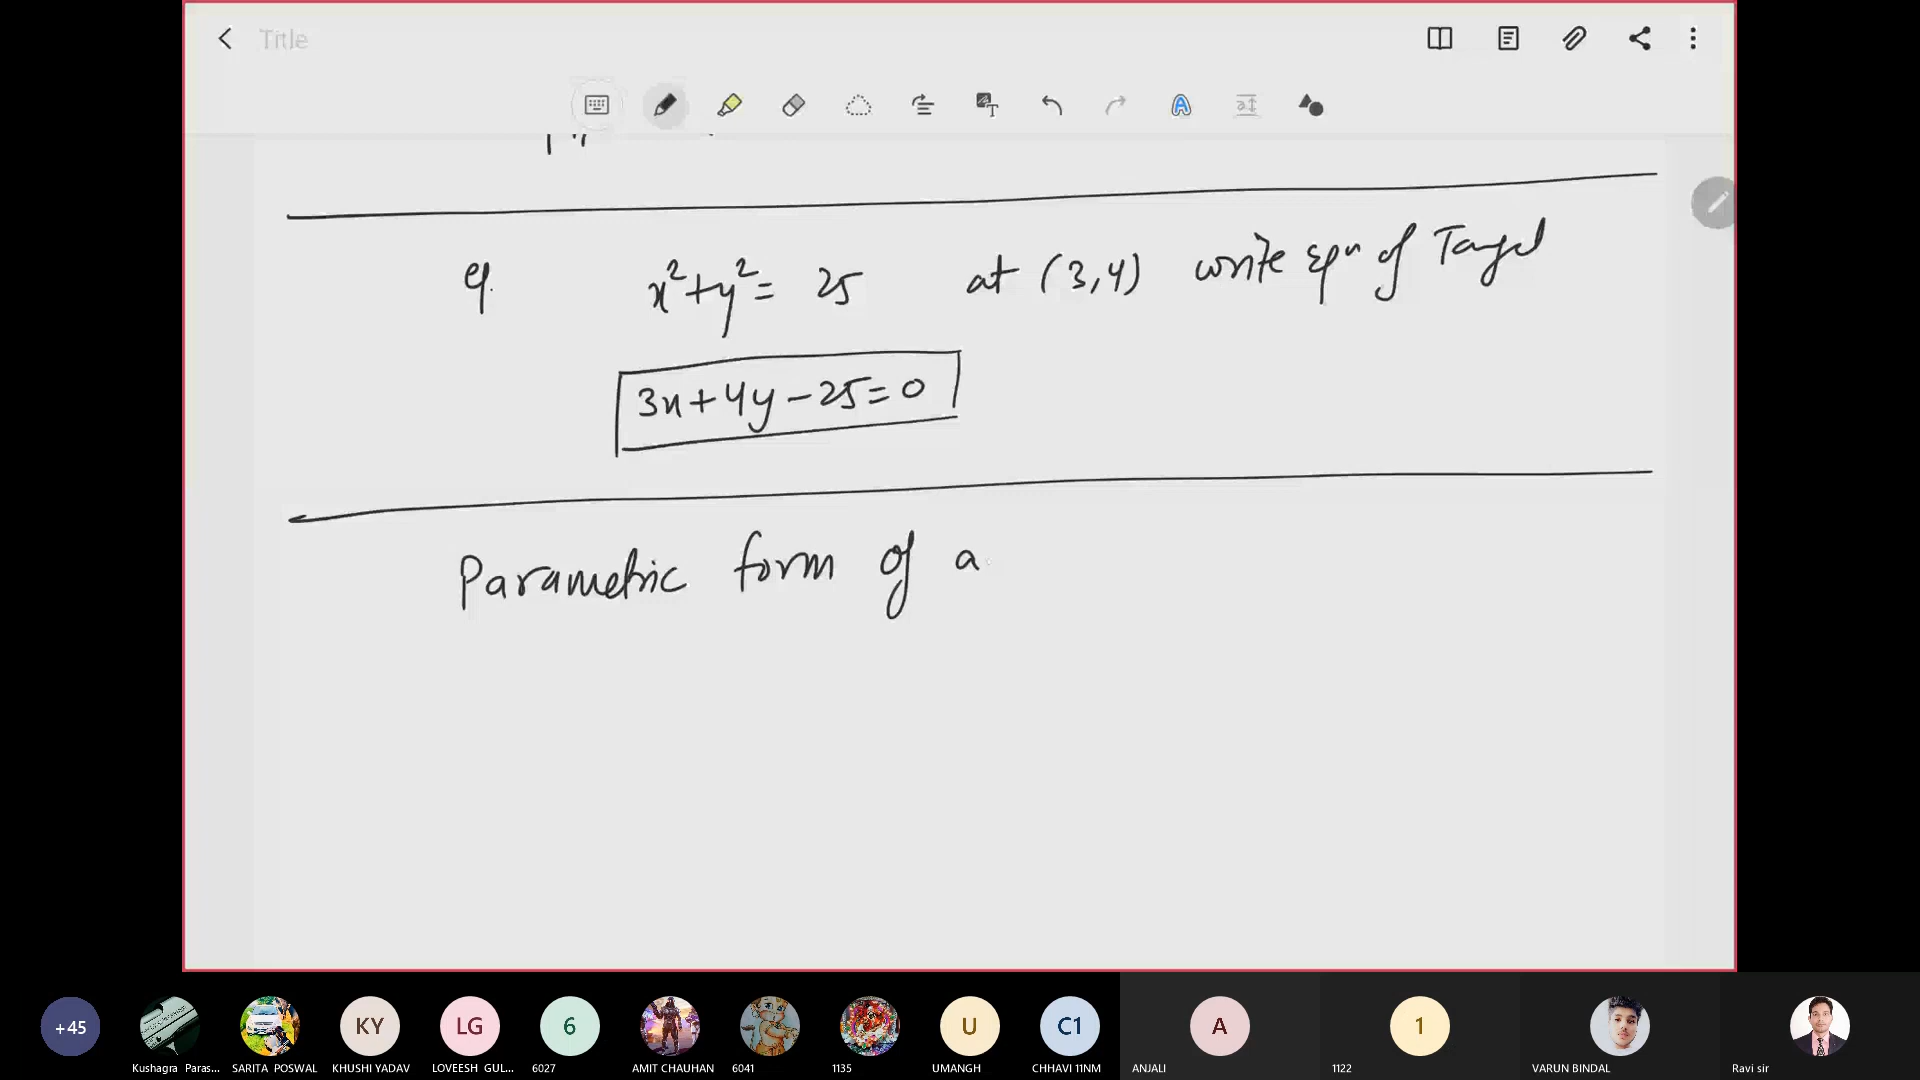 Title
eg. x²+y²= 25 at (3,4) write eqn of Tangent
3x+4y-25=0
Parametric form of a
+45
Kushagra Paras... SARITA POSWAL KHUSHI YADAV LOVEESH GUL... 6027 AMIT CHAUHAN 6041 1135 UMANGH CHHAVI 11NM ANJALI 1122 VARUN BINDAL Ravi sir
KY LG 6 U C1 A 1